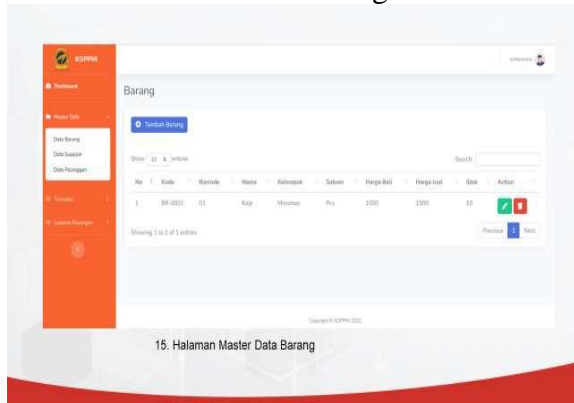 KOPPIN
Dashboard
Barang
Master Data
Tambah Barang
Data Barang
Data Supplier
Data Pelanggan
Show 10 entries
Search:
No Kode Barcode Nama Kelompok Satuan Harga Beli Harga Jual Stok Action
1 BR-0001 01 Kopi Minuman Pcs 1000 1500 10
Transaksi
Laporan Keuangan
Showing 1 to 1 of 1 entries
Previous 1 Next
Copyright © KOPPIN
15. Halaman Master Data Barang